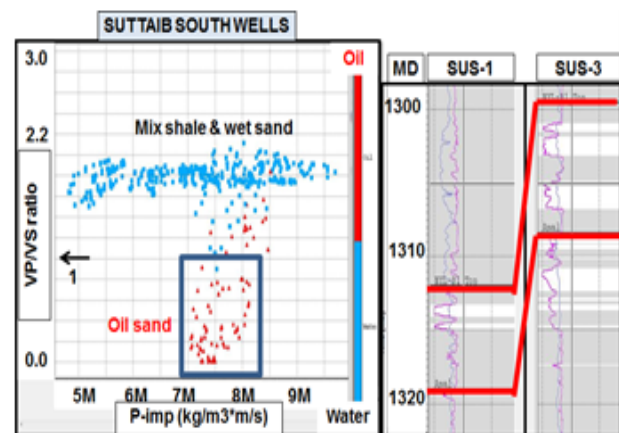 SUTTAIB SOUTH WELLS
3.0
Oil
MD
SUS-1
SUS-3
1300
Mix shale & wet sand
2.2
VP/VS ratio
1
1310
Oil sand
0.0
1320
5M 6M 7M 8M 9M
P-imp (kg/m3*m/s)
Water